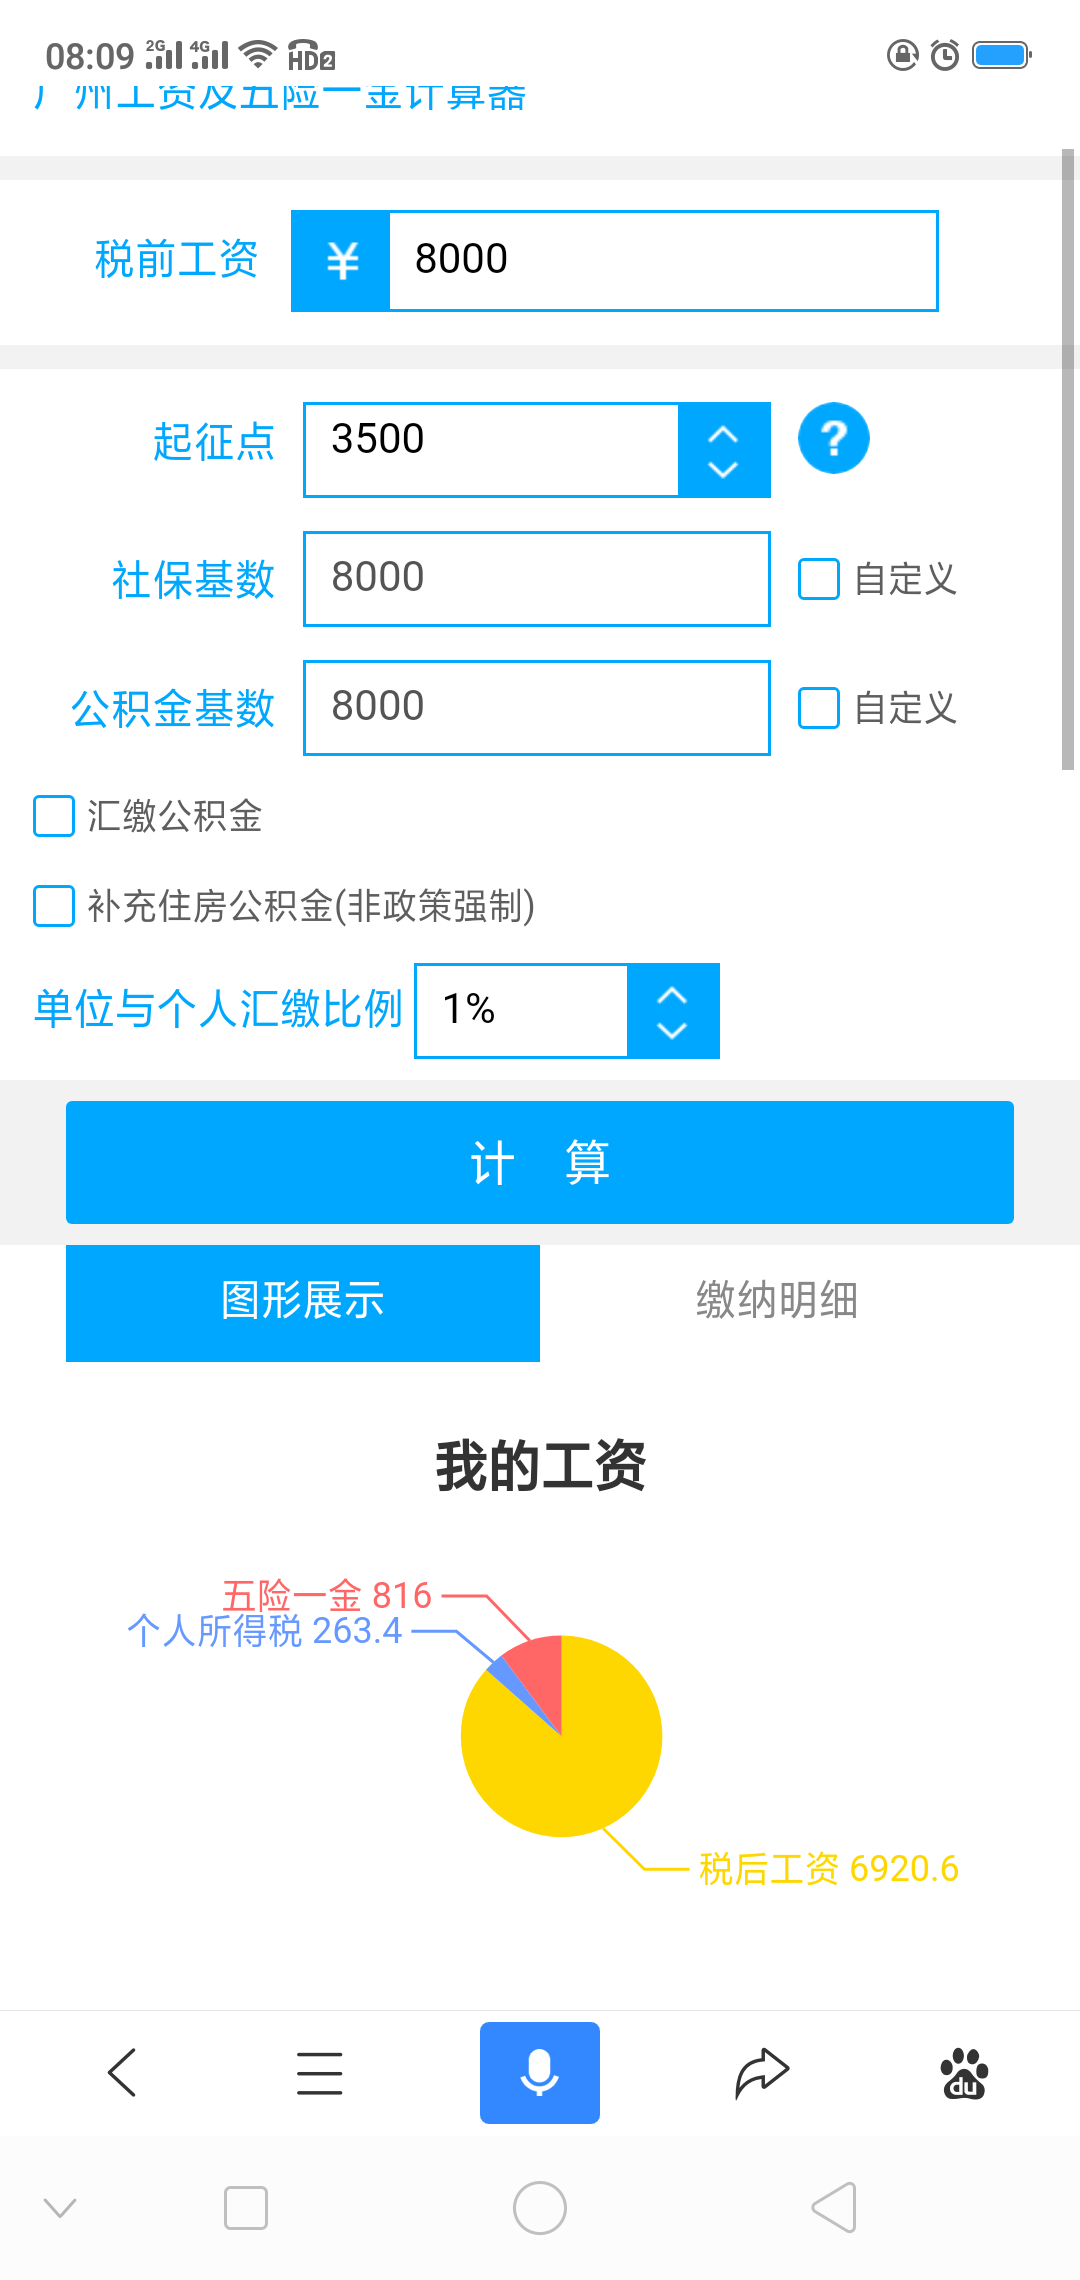 08:09 2G 4G HD2
广州工资及五险一金计算器
税前工资 ¥ 8000
起征点 3500 ?
社保基数 8000 自定义
公积金基数 8000 自定义
汇缴公积金
补充住房公积金(非政策强制)
单位与个人汇缴比例 1%
计 算
图形展示 缴纳明细
我的工资
五险一金 816
个人所得税 263.4
税后工资 6920.6
du